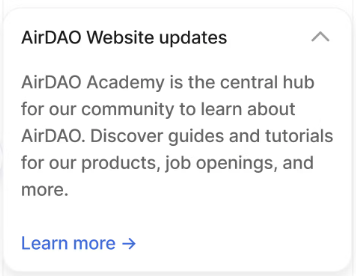 AirDAO Website updates
AirDAO Academy is the central hub
for our community to learn about
AirDAO. Discover guides and tutorials
for our products, job openings, and
more.
Learn more →